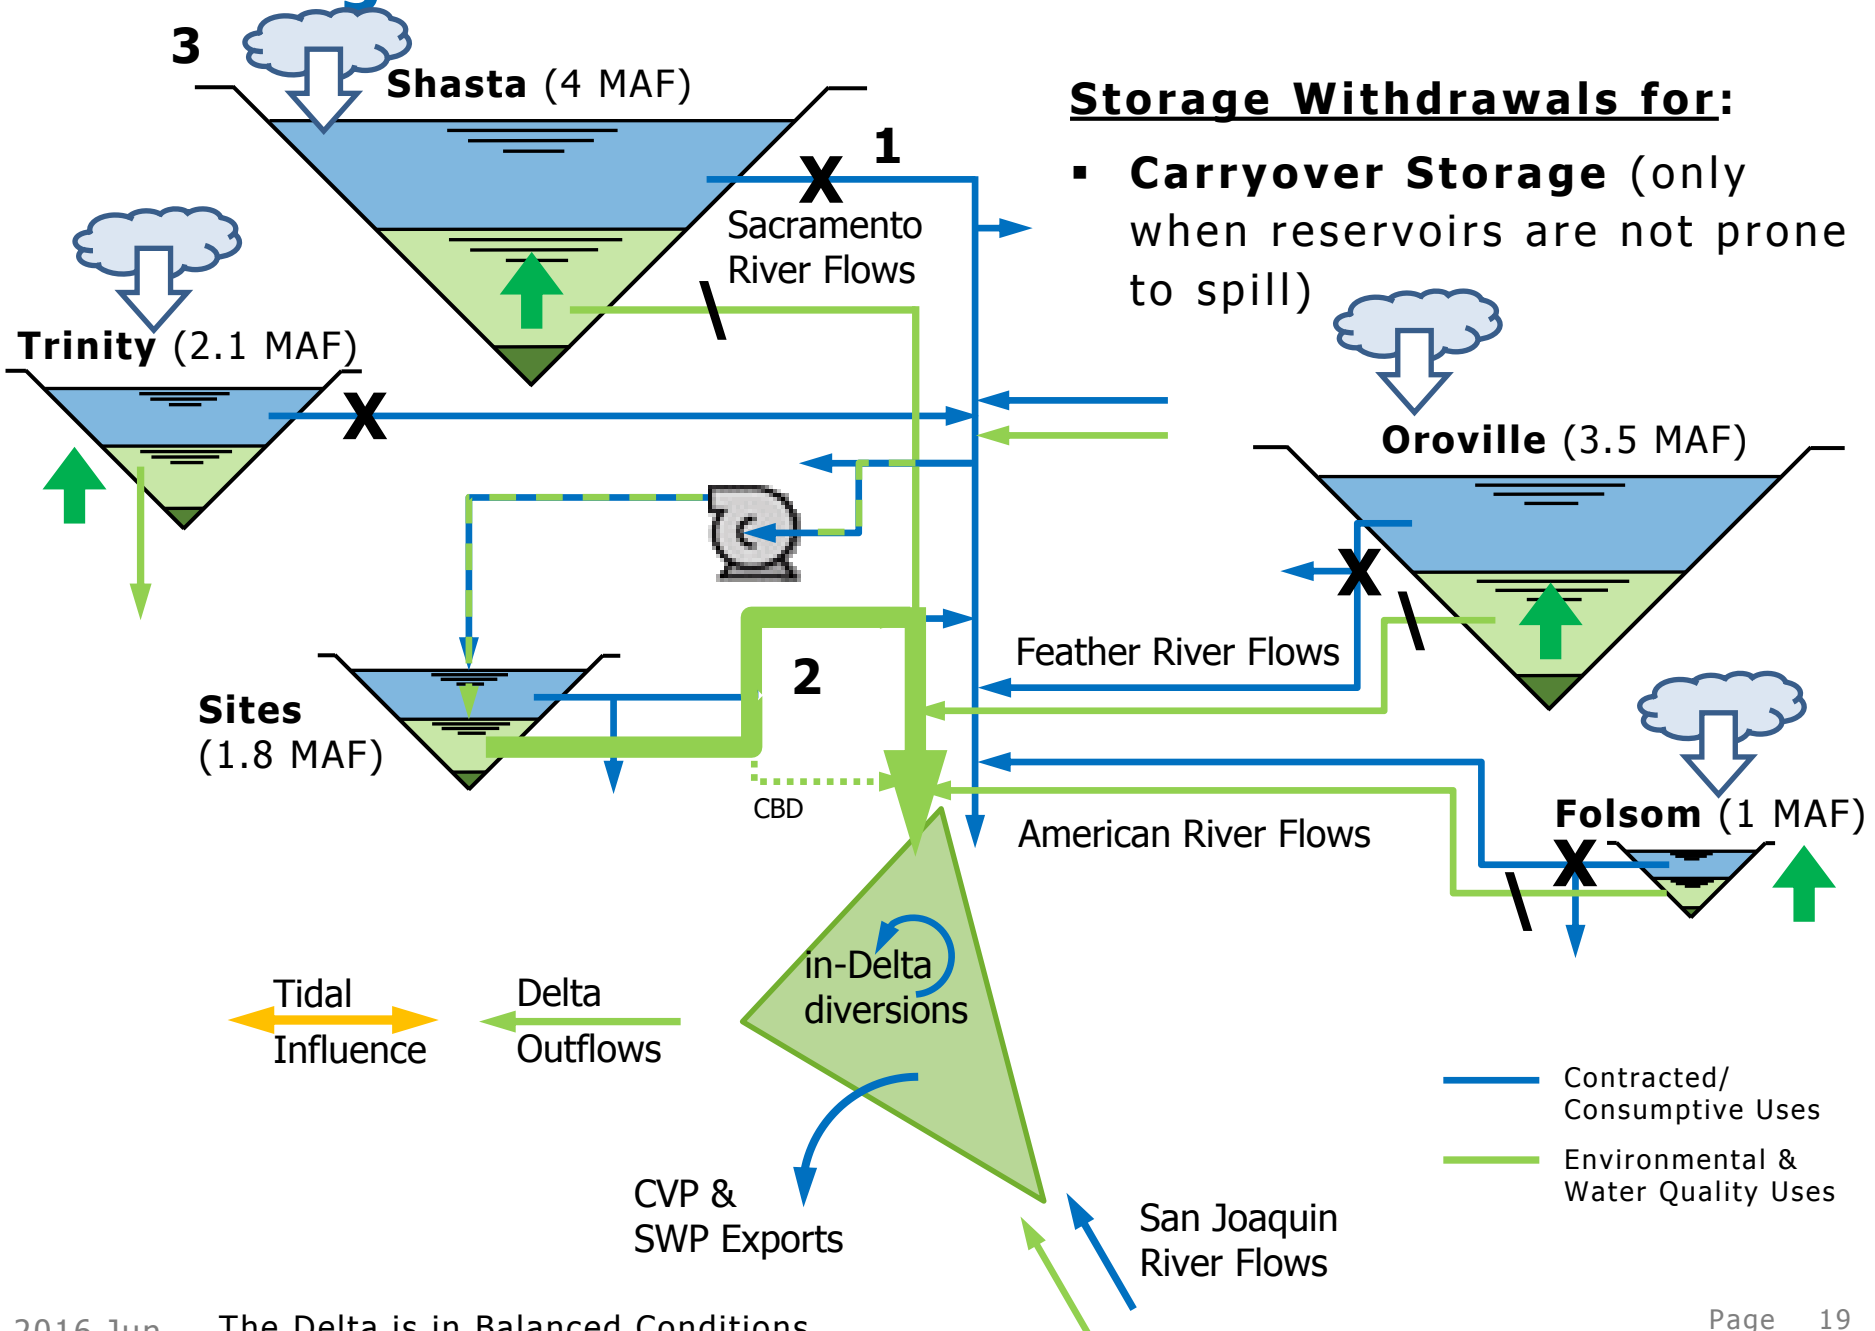 3
Shasta (4 MAF)
1
Storage Withdrawals for:
▪ Carryover Storage (only
when reservoirs are not prone
to spill)
X
Sacramento
River Flows
\
Trinity (2.1 MAF)
X
Oroville (3.5 MAF)
X
\
Feather River Flows
2
Sites
(1.8 MAF)
CBD
American River Flows
Folsom (1 MAF)
X
\
in-Delta
diversions
Tidal
Influence
Delta
Outflows
Contracted/
Consumptive Uses
Environmental &
Water Quality Uses
CVP &
SWP Exports
San Joaquin
River Flows
2016 Jun
The Delta is in Balanced Conditions
Page 19